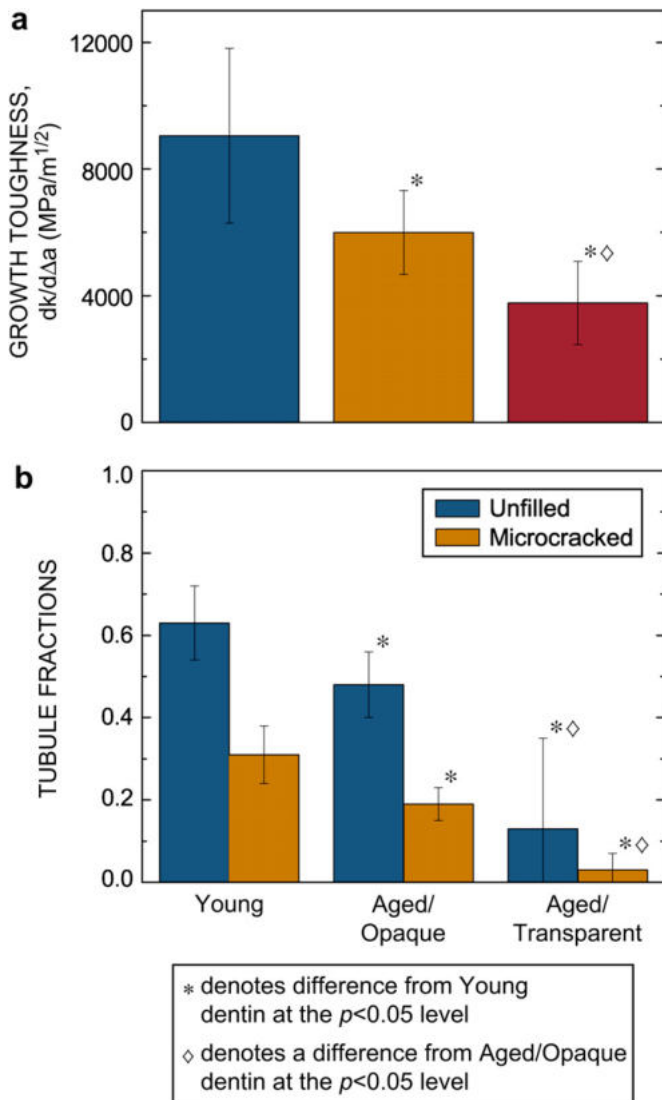 a
12000
8000
4000
0
GROWTH TOUGHNESS,
dk/dΔa (MPa/m^{1/2})
*
*◊
b
1.0
0.8
0.6
0.4
0.2
0.0
TUBULE FRACTIONS
Unfilled
Microcracked
*
*
*◊
*◊
Young
Aged/
Opaque
Aged/
Transparent
* denotes difference from Young
dentin at the p<0.05 level
◊ denotes a difference from Aged/Opaque
dentin at the p<0.05 level